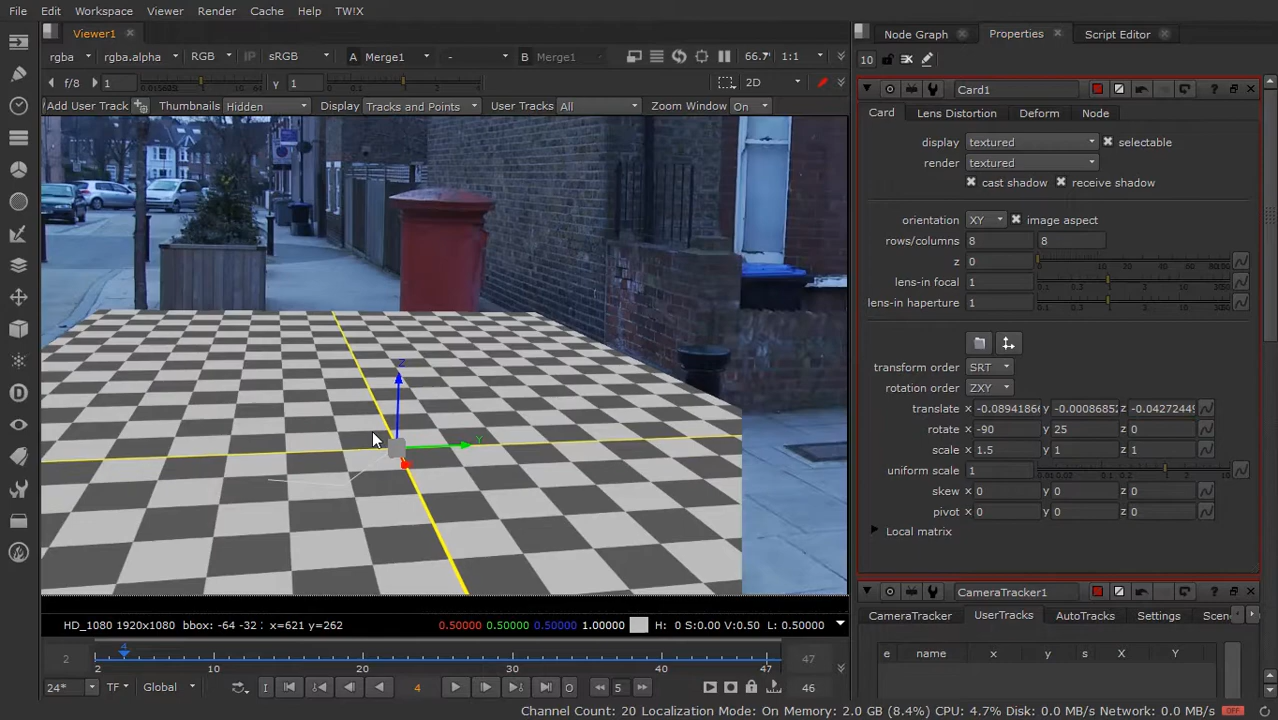 File Edit Workspace Viewer Render Cache Help TW!X
Viewer1
rgba rgba.alpha RGB IP sRGB A Merge1 - B Merge1 66.7 1:1
f/8 1 y 1 2D
Add User Track Thumbnails Hidden Display Tracks and Points User Tracks All Zoom Window On
Z
Y
HD_1080 1920x1080 bbox: -64 -32 x=621 y=262 0.50000 0.50000 0.50000 1.00000 H: 0 S:0.00 V:0.50 L: 0.50000
2 4 2 10 20 30 40 47 47
24* TF Global I 4 O 5 46
Node Graph Properties Script Editor
10
Card1
Card Lens Distortion Deform Node
display textured selectable
render textured
cast shadow receive shadow
orientation XY image aspect
rows/columns 8 8
z 0
lens-in focal 1
lens-in haperture 1
transform order SRT
rotation order ZXY
translate x -0.0894186 y -0.0008685 z -0.0427244
rotate x -90 y 25 z 0
scale x 1.5 y 1 z 1
uniform scale 1
skew x 0 y 0 z 0
pivot x 0 y 0 z 0
Local matrix
CameraTracker1
CameraTracker UserTracks AutoTracks Settings Scen
e name x y s X Y
Channel Count: 20 Localization Mode: On Memory: 2.0 GB (8.4%) CPU: 4.7% Disk: 0.0 MB/s Network: 0.0 MB/s OFF